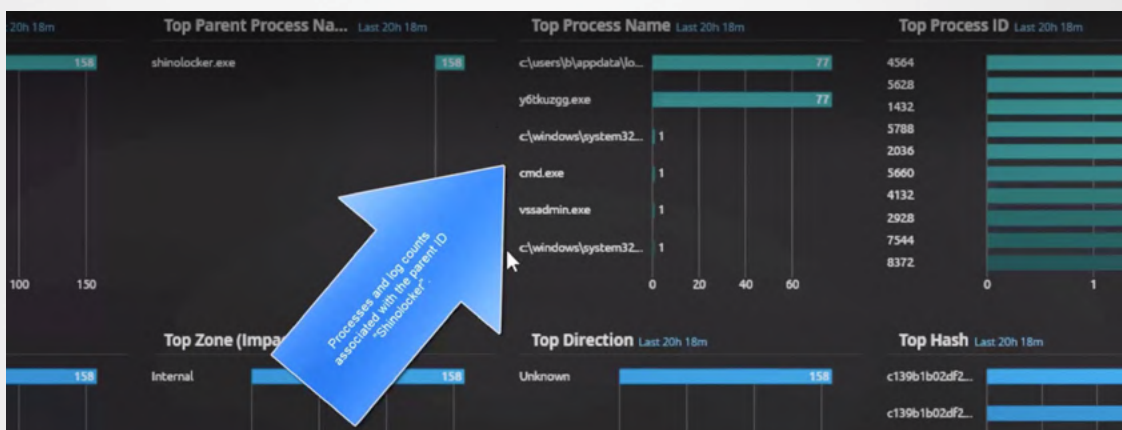 20h 18m
Top Parent Process Na... Last 20h 18m
Top Process Name Last 20h 18m
Top Process ID Last 20h 18m
158
shinolocker.exe
158
c:\users\b\appdata\lo...
77
y6tkuzgg.exe
77
c:\windows\system32...
1
cmd.exe
1
vssadmin.exe
1
c:\windows\system32...
1
4564
5628
1432
5788
2036
5660
4132
2928
7544
8372
100
150
0
20
40
60
0
1
Processes and log counts
associated with the parent ID
"Shinolocker".
Top Zone (Impa
Top Direction Last 20h 18m
Top Hash Last 20h 18m
158
Internal
158
Unknown
158
c139b1b02df2...
c139b1b02df2...